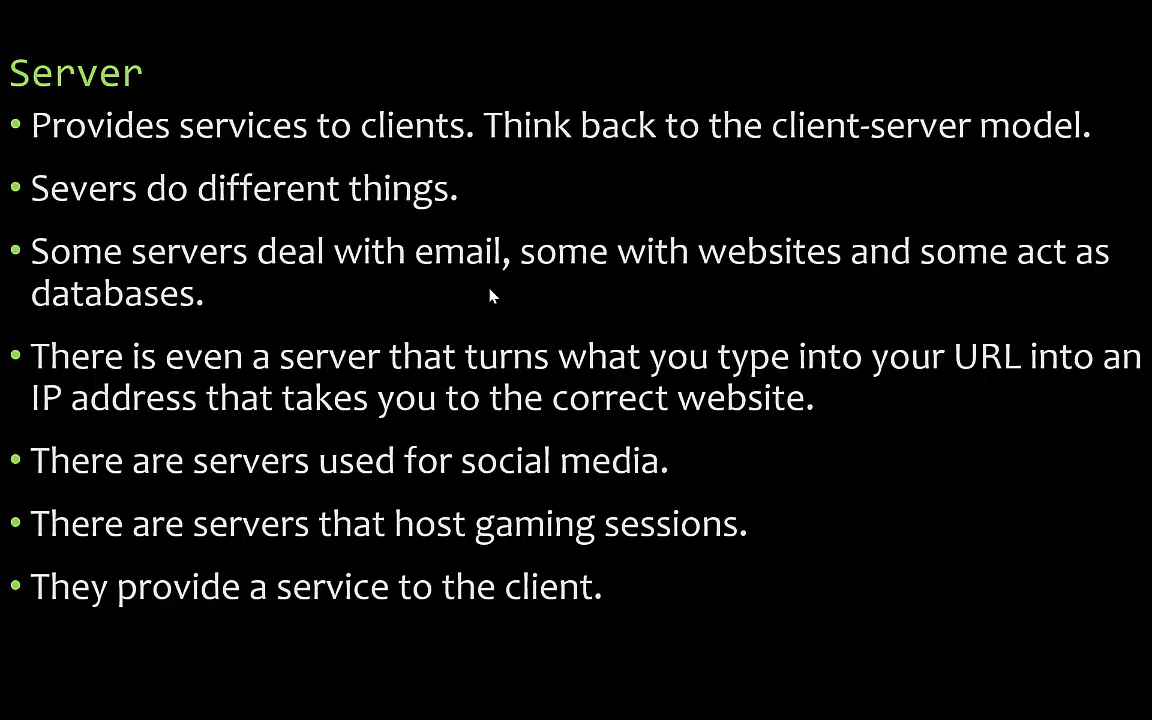 Server
• Provides services to clients. Think back to the client-server model.
• Severs do different things.
• Some servers deal with email, some with websites and some act as
databases.
• There is even a server that turns what you type into your URL into an
IP address that takes you to the correct website.
• There are servers used for social media.
• There are servers that host gaming sessions.
• They provide a service to the client.